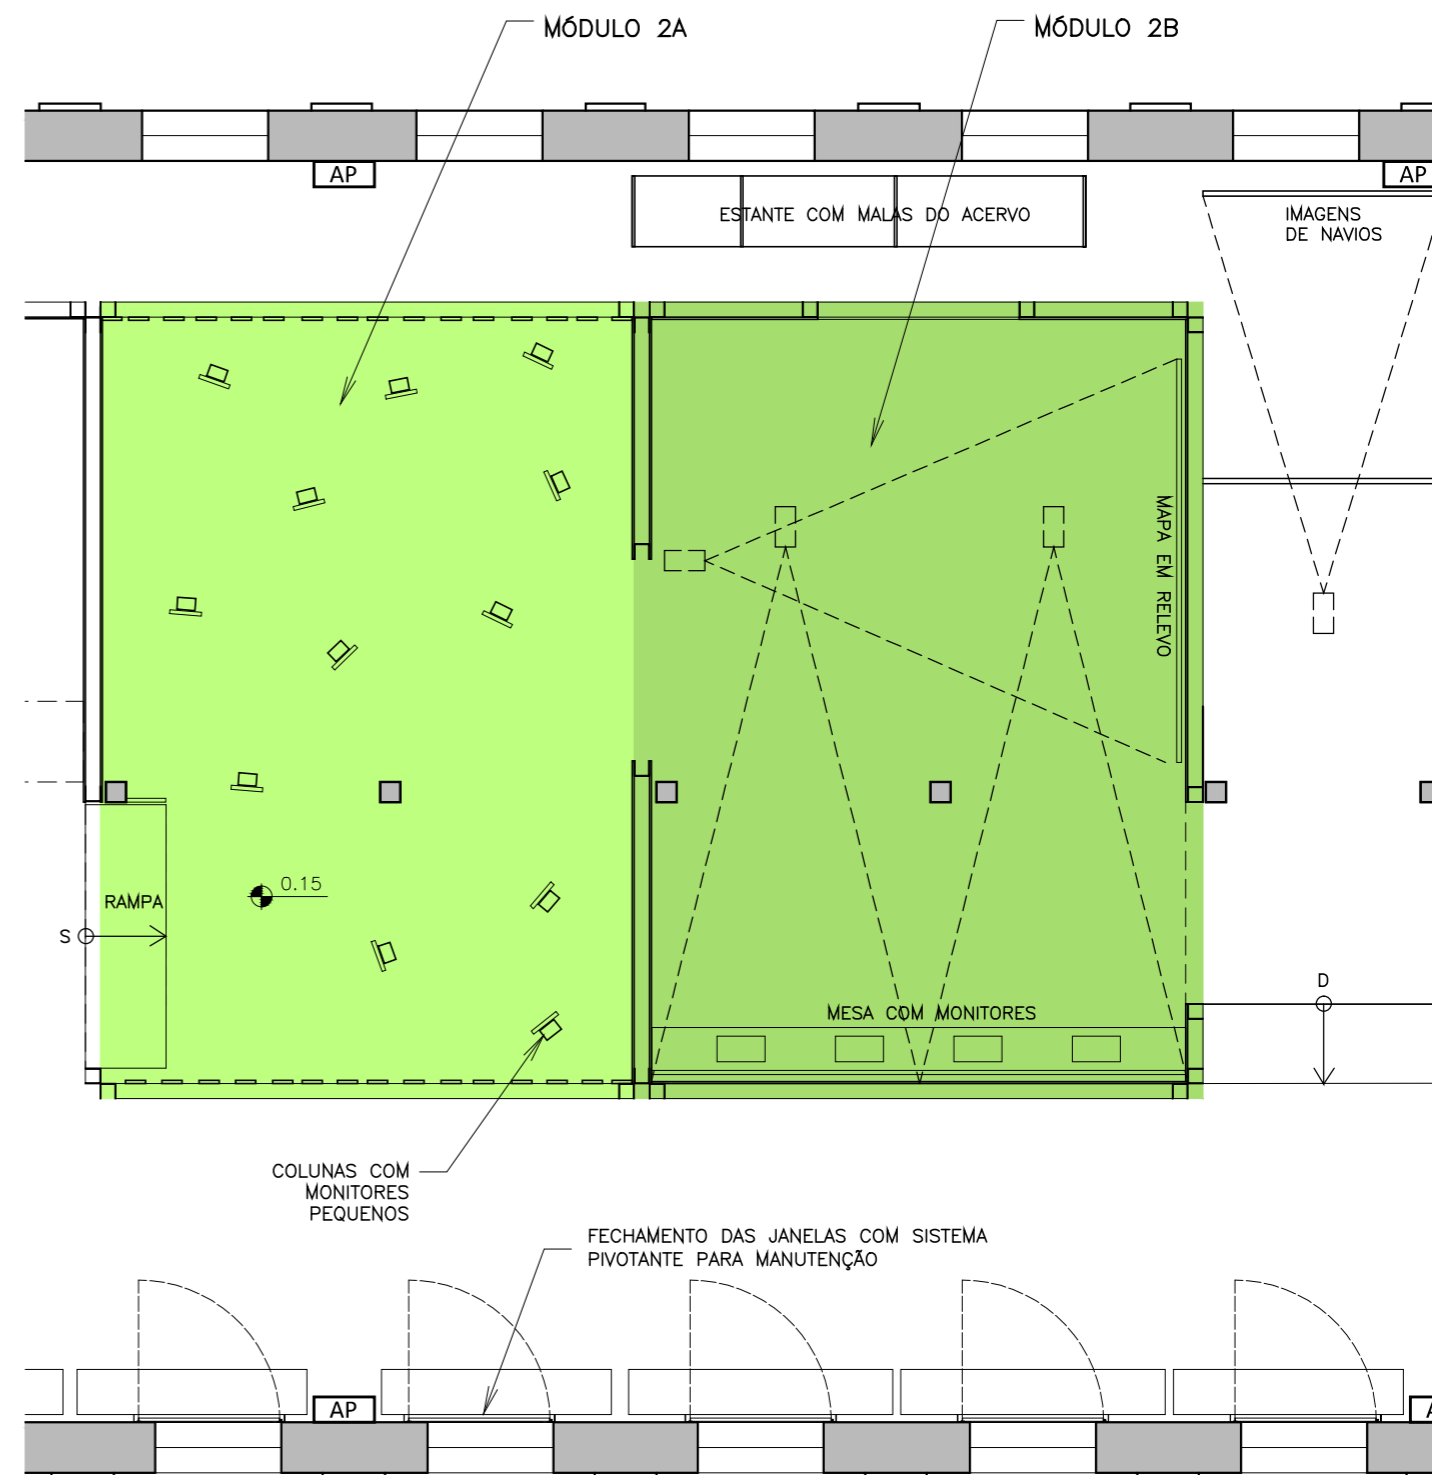 MÓDULO 2A
MÓDULO 2B
AP
AP
ESTANTE COM MALAS DO ACERVO
IMAGENS
DE NAVIOS
MAPA EM RELEVO
0.15
RAMPA
S
D
MESA COM MONITORES
COLUNAS COM
MONITORES
PEQUENOS
FECHAMENTO DAS JANELAS COM SISTEMA
PIVOTANTE PARA MANUTENÇÃO
AP
A